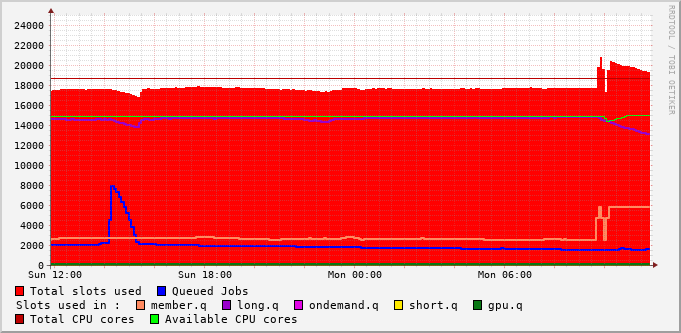 RRDTOOL / TOBI OETIKER
24000
22000
20000
18000
16000
14000
12000
10000
8000
6000
4000
2000
0
Sun 12:00 Sun 18:00 Mon 00:00 Mon 06:00
Total slots used Queued Jobs
Slots used in : member.q long.q ondemand.q short.q gpu.q
Total CPU cores Available CPU cores